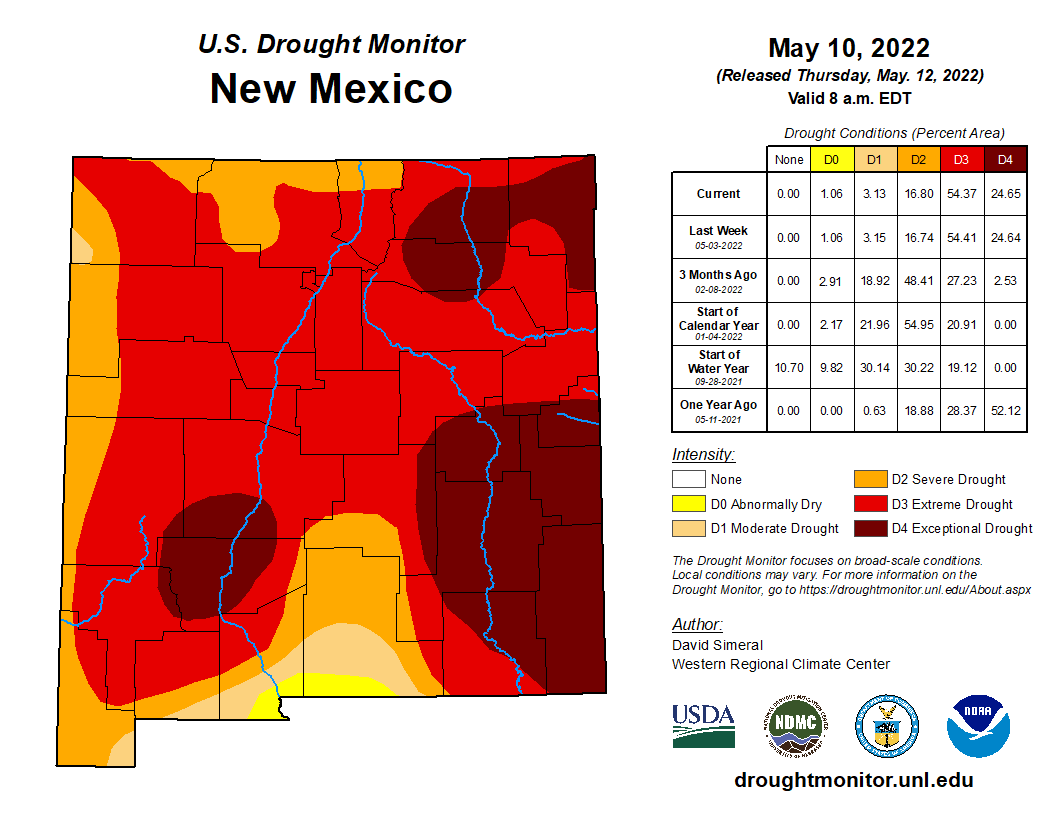 U.S. Drought Monitor
New Mexico
May 10, 2022
(Released Thursday, May. 12, 2022)
Valid 8 a.m. EDT
Drought Conditions (Percent Area)
None D0 D1 D2 D3 D4
Current 0.00 1.06 3.13 16.80 54.37 24.65
Last Week
05-03-2022 0.00 1.06 3.15 16.74 54.41 24.64
3 Months Ago
02-08-2022 0.00 2.91 18.92 48.41 27.23 2.53
Start of
Calendar Year
01-04-2022 0.00 2.17 21.96 54.95 20.91 0.00
Start of
Water Year
09-28-2021 10.70 9.82 30.14 30.22 19.12 0.00
One Year Ago
05-11-2021 0.00 0.00 0.63 18.88 28.37 52.12
Intensity:
None
D0 Abnormally Dry
D1 Moderate Drought
D2 Severe Drought
D3 Extreme Drought
D4 Exceptional Drought
The Drought Monitor focuses on broad-scale conditions.
Local conditions may vary. For more information on the
Drought Monitor, go to https://droughtmonitor.unl.edu/About.aspx
Author:
David Simeral
Western Regional Climate Center
USDA
NDMC
NOAA
droughtmonitor.unl.edu